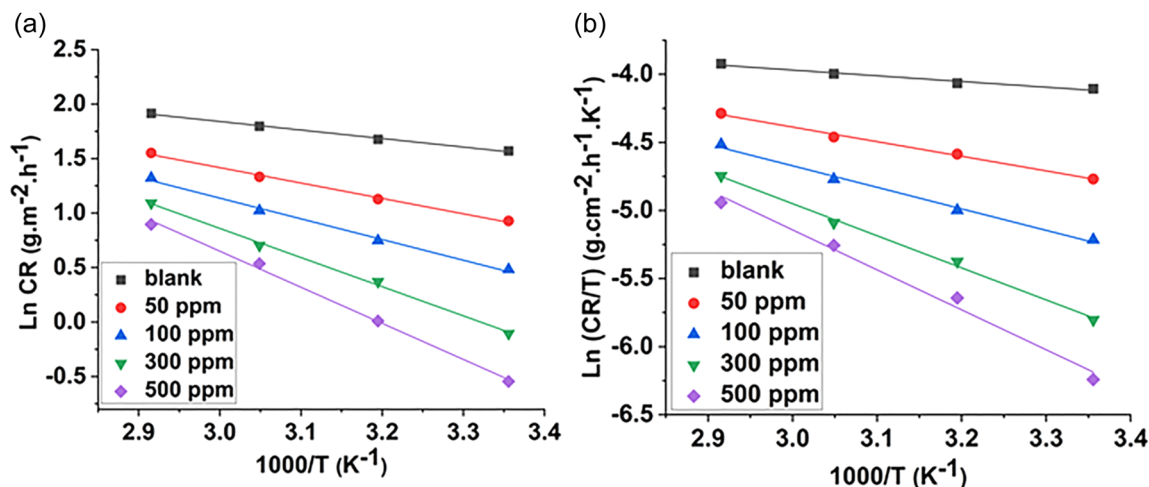 (a)
Ln CR (g.m-2.h-1)
2.5
2.0
1.5
1.0
0.5
0.0
-0.5
blank
50 ppm
100 ppm
300 ppm
500 ppm
2.9 3.0 3.1 3.2 3.3 3.4
1000/T (K-1)
(b)
Ln (CR/T) (g.cm-2.h-1.K-1)
-4.0
-4.5
-5.0
-5.5
-6.0
-6.5
blank
50 ppm
100 ppm
300 ppm
500 ppm
2.9 3.0 3.1 3.2 3.3 3.4
1000/T (K-1)